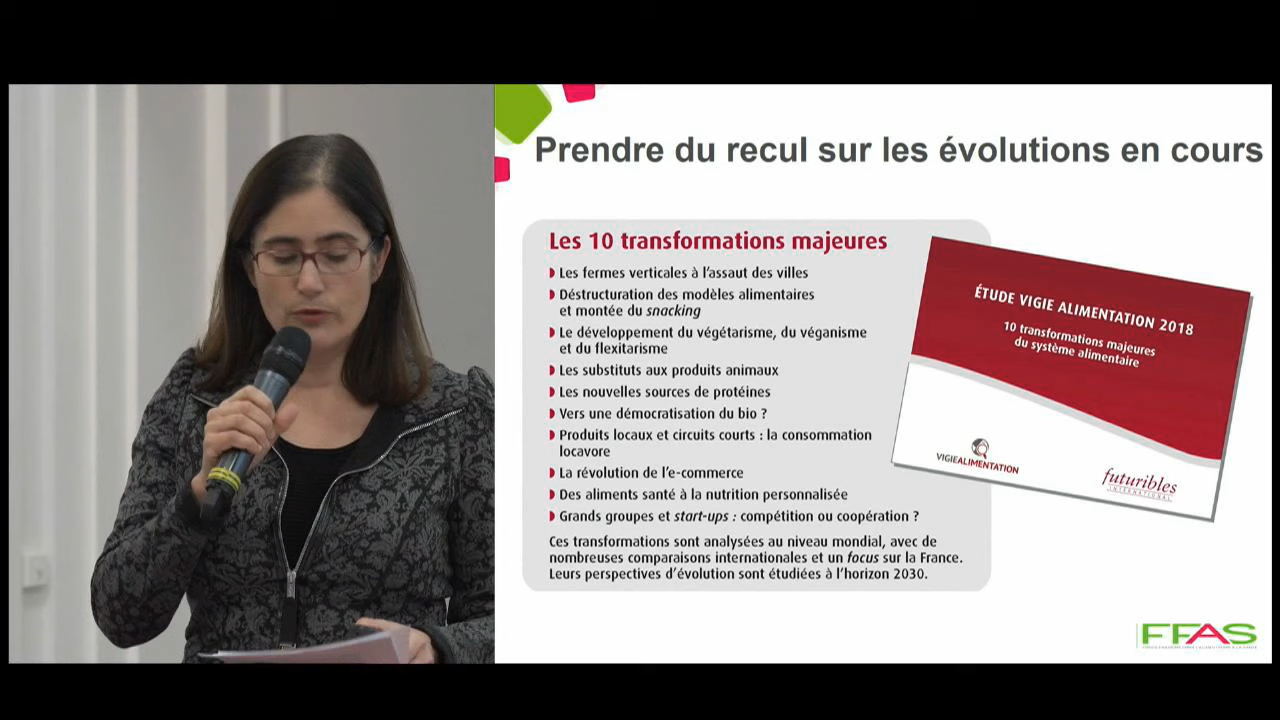 Prendre du recul sur les évolutions en cours
Les 10 transformations majeures
Les fermes verticales à l'assaut des villes
Déstructuration des modèles alimentaires
et montée du snacking
Le développement du végétarisme, du véganisme
et du flexitarisme
Les substituts aux produits animaux
Les nouvelles sources de protéines
Vers une démocratisation du bio ?
Produits locaux et circuits courts : la consommation
locavore
La révolution de l'e-commerce
Des aliments santé à la nutrition personnalisée
Grands groupes et start-ups : compétition ou coopération ?
Ces transformations sont analysées au niveau mondial, avec de
nombreuses comparaisons internationales et un focus sur la France.
Leurs perspectives d'évolution sont étudiées à l'horizon 2030.
ÉTUDE VIGIE ALIMENTATION 2018
10 transformations majeures
du système alimentaire
VIGIEALIMENTATION
futuribles
INTERNATIONAL
FFAS